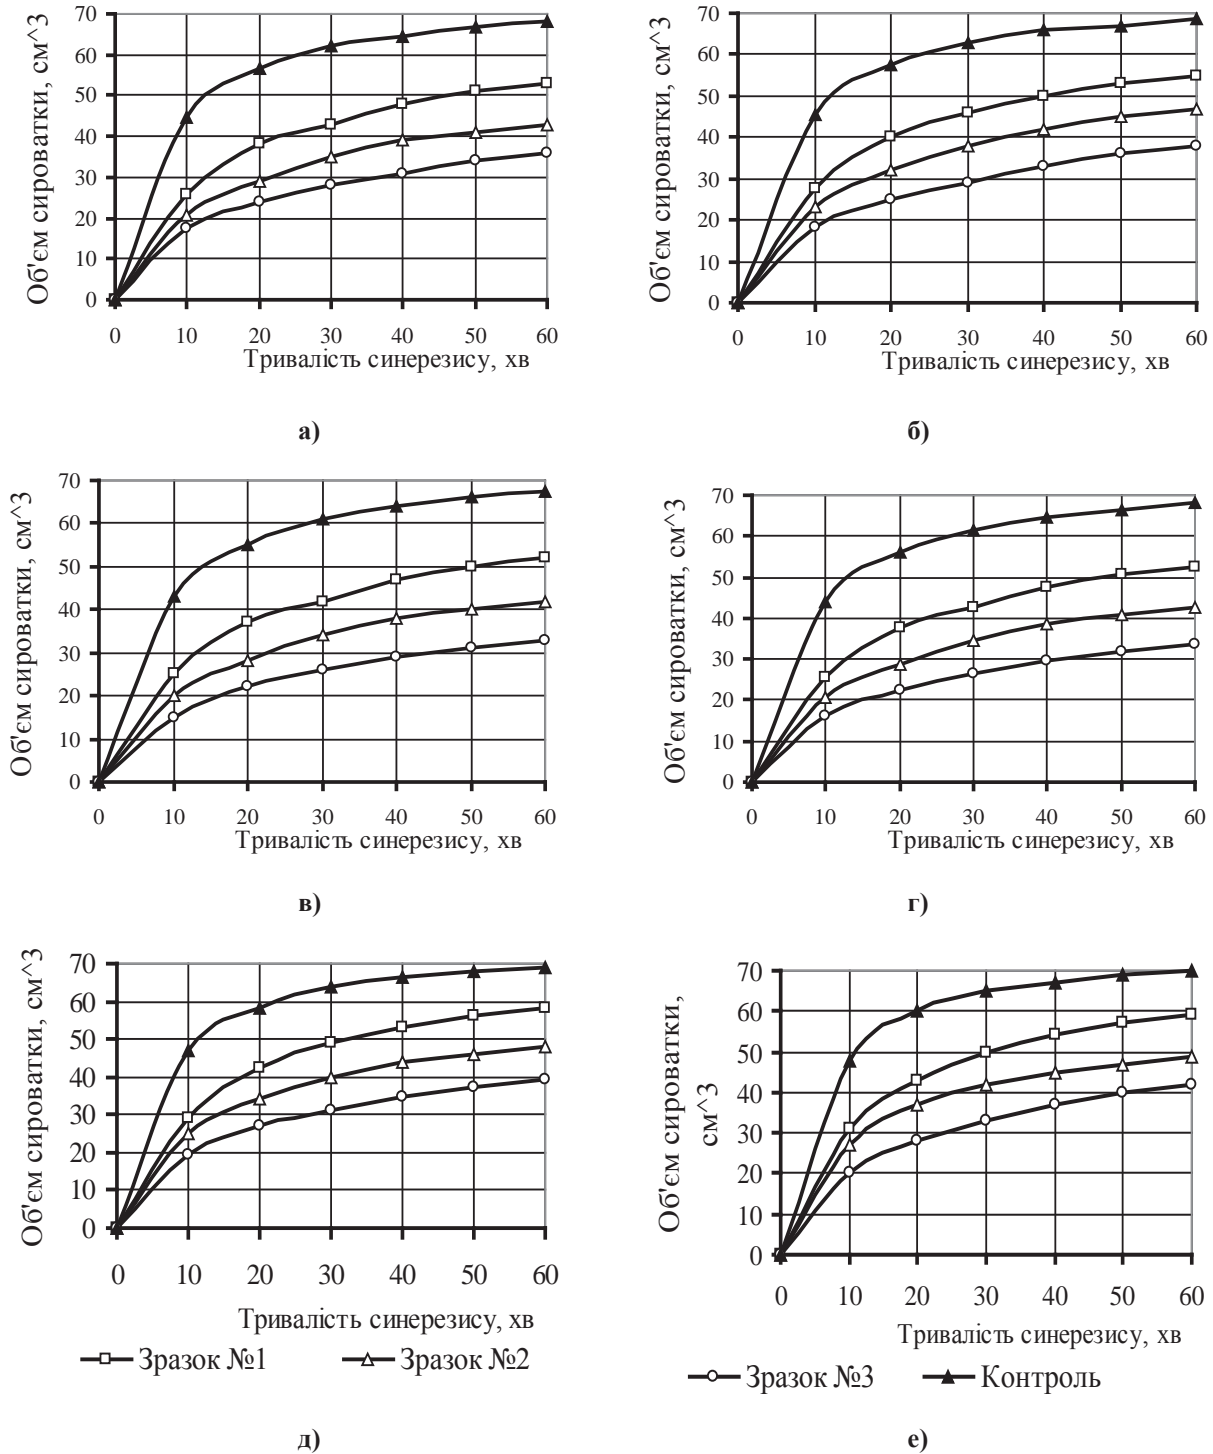 Об'єм сироватки, см^3
70
60
50
40
30
20
10
0
0 10 20 30 40 50 60
Тривалість синерезису, хв
а)
Об'єм сироватки, см^3
70
60
50
40
30
20
10
0
0 10 20 30 40 50 60
Тривалість синерезису, хв
б)
Об'єм сироватки, см^3
70
60
50
40
30
20
10
0
0 10 20 30 40 50 60
Тривалість синерезису, хв
в)
Об'єм сироватки, см^3
70
60
50
40
30
20
10
0
0 10 20 30 40 50 60
Тривалість синерезису, хв
г)
Об'єм сироватки, см^3
70
60
50
40
30
20
10
0
0 10 20 30 40 50 60
Тривалість синерезису, хв
Зразок №1 Зразок №2
д)
Об'єм сироватки,
см^3
70
60
50
40
30
20
10
0
0 10 20 30 40 50 60
Тривалість синерезису, хв
Зразок №3 Контроль
е)